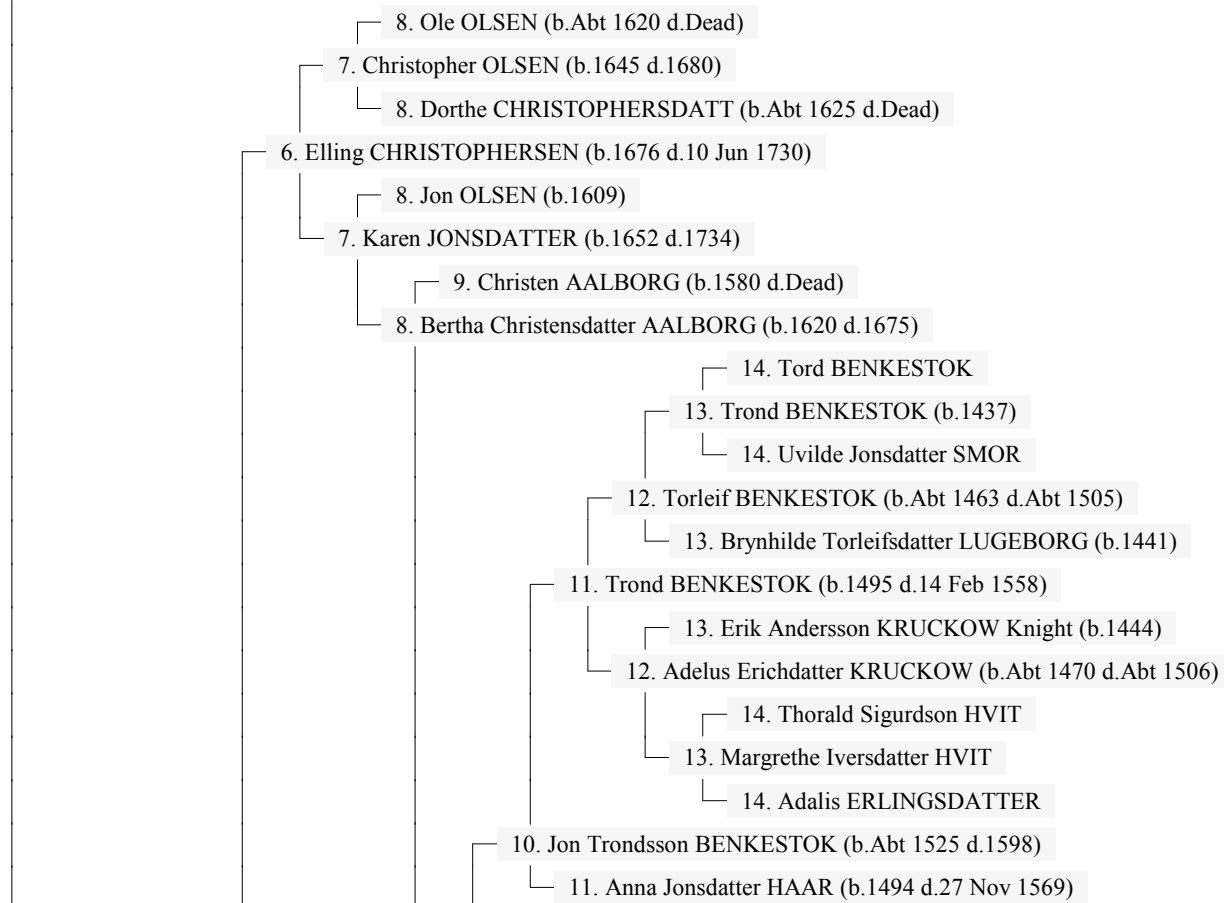 8. Ole OLSEN (b.Abt 1620 d.Dead)
7. Christopher OLSEN (b.1645 d.1680)
8. Dorthe CHRISTOPHERSDATT (b.Abt 1625 d.Dead)
6. Elling CHRISTOPHERSEN (b.1676 d.10 Jun 1730)
8. Jon OLSEN (b.1609)
7. Karen JONSDATTER (b.1652 d.1734)
9. Christen AALBORG (b.1580 d.Dead)
8. Bertha Christensdatter AALBORG (b.1620 d.1675)
14. Tord BENKESTOK
13. Trond BENKESTOK (b.1437)
14. Uvilde Jonsdatter SMOR
12. Torleif BENKESTOK (b.Abt 1463 d.Abt 1505)
13. Brynhilde Torleifsdatter LUGEBORG (b.1441)
11. Trond BENKESTOK (b.1495 d.14 Feb 1558)
13. Erik Andersson KRUCKOW Knight (b.1444)
12. Adelus Erichdatter KRUCKOW (b.Abt 1470 d.Abt 1506)
14. Thorald Sigurdson HVIT
13. Margrethe Iversdatter HVIT
14. Adalis ERLINGSDATTER
10. Jon Trondsson BENKESTOK (b.Abt 1525 d.1598)
11. Anna Jonsdatter HAAR (b.1494 d.27 Nov 1569)